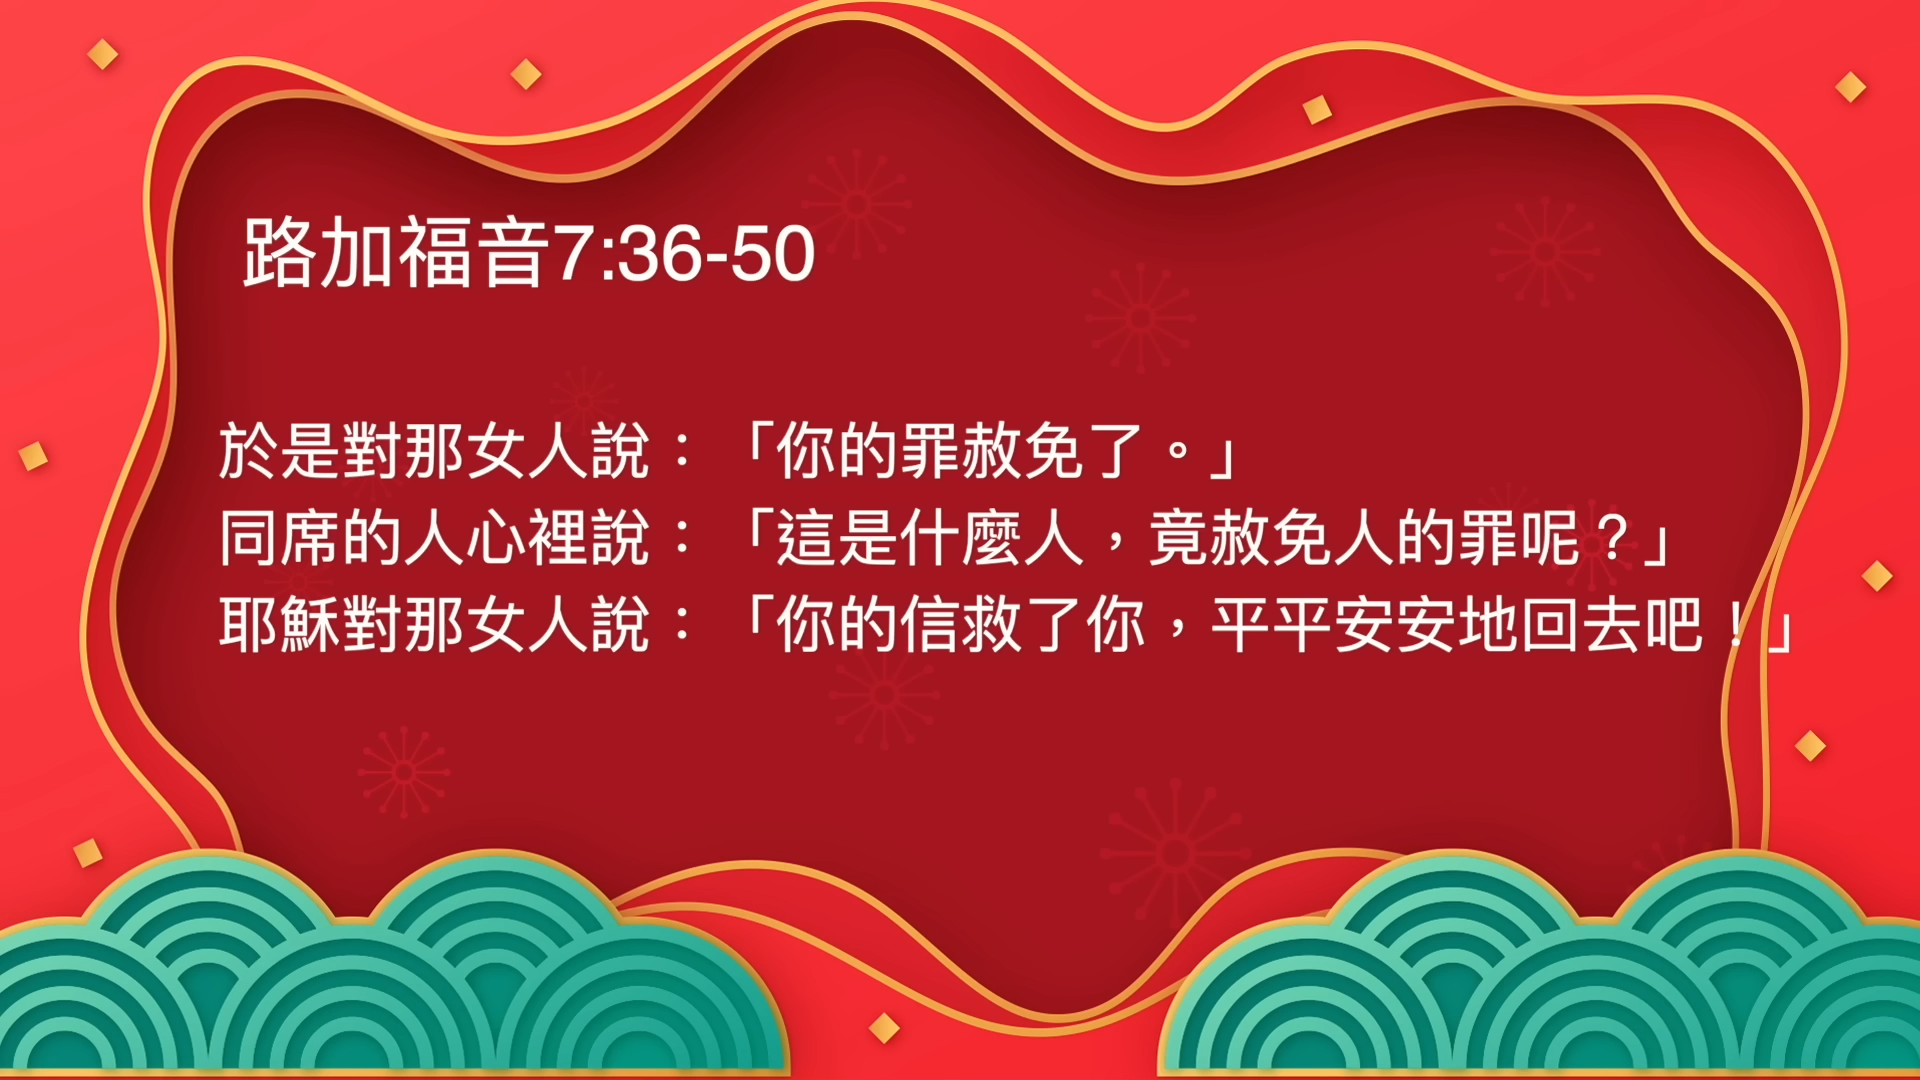 路加福音7:36-50
於是對那女人說：「你的罪赦免了。」
同席的人心裡說：「這是什麼人，竟赦免人的罪呢？」
耶穌對那女人說：「你的信救了你，平平安安地回去吧！」